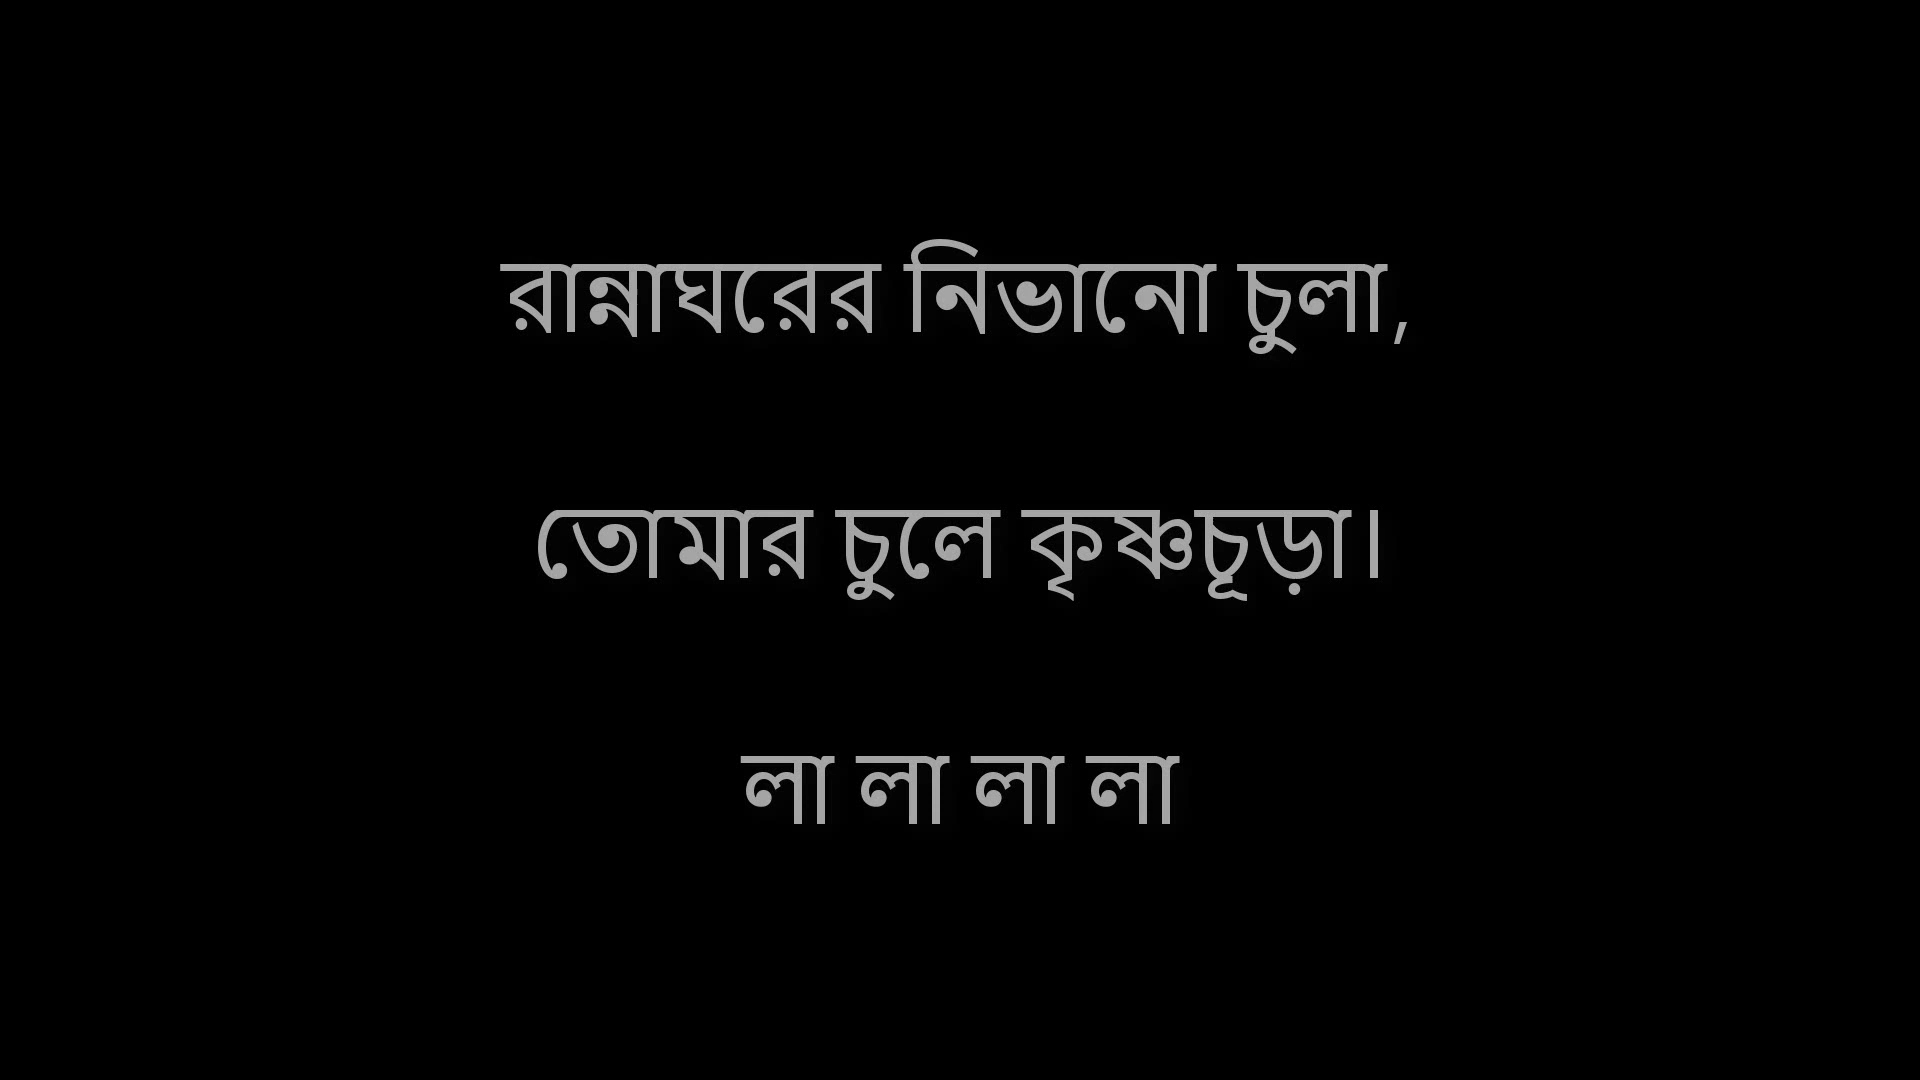 রান্নাঘরের নিভানো চুলা,
তোমার চুলে কৃষ্ণচূড়া।
লা লা লা লা